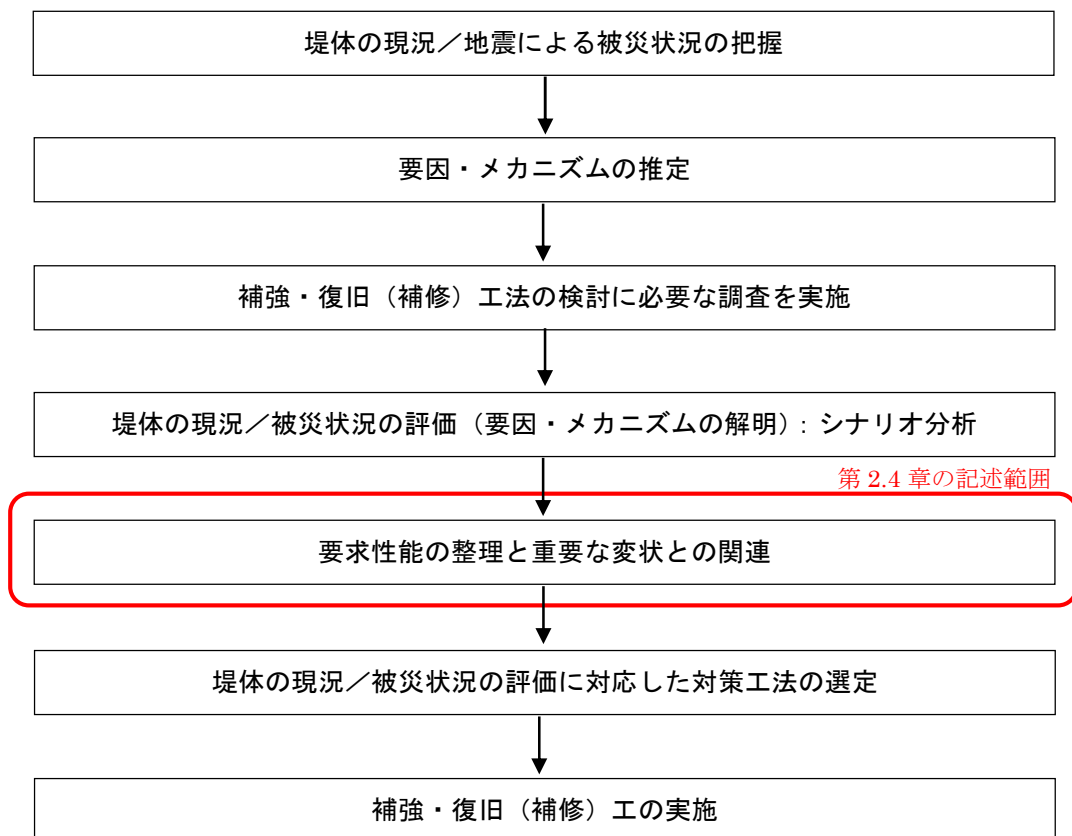 堤体の現況／地震による被災状況の把握
要因・メカニズムの推定
補強・復旧（補修）工法の検討に必要な調査を実施
堤体の現況／被災状況の評価（要因・メカニズムの解明）：シナリオ分析
第 2.4 章の記述範囲
要求性能の整理と重要な変状との関連
堤体の現況／被災状況の評価に対応した対策工法の選定
補強・復旧（補修）工の実施